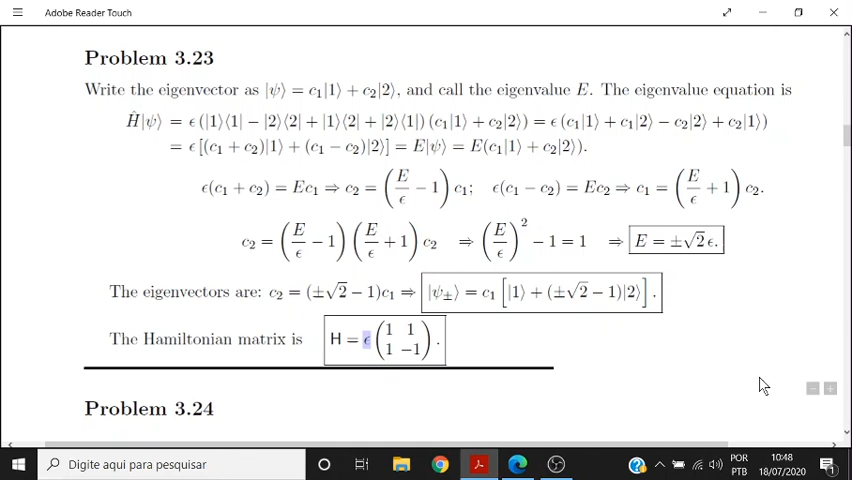 Adobe Reader Touch
Problem 3.23
Write the eigenvector as |ψ⟩ = c₁|1⟩ + c₂|2⟩, and call the eigenvalue E. The eigenvalue equation is
Ĥ|ψ⟩ = ϵ (|1⟩⟨1| − |2⟩⟨2| + |1⟩⟨2| + |2⟩⟨1|) (c₁|1⟩ + c₂|2⟩) = ϵ (c₁|1⟩ + c₁|2⟩ − c₂|2⟩ + c₂|1⟩)
= ϵ [(c₁ + c₂)|1⟩ + (c₁ − c₂)|2⟩] = E|ψ⟩ = E(c₁|1⟩ + c₂|2⟩).
ϵ(c₁ + c₂) = Ec₁ ⇒ c₂ = (E/ϵ − 1) c₁; ϵ(c₁ − c₂) = Ec₂ ⇒ c₁ = (E/ϵ + 1) c₂.
c₂ = (E/ϵ − 1) (E/ϵ + 1) c₂ ⇒ (E/ϵ)² − 1 = 1 ⇒ E = ±√2 ϵ.
The eigenvectors are: c₂ = (±√2 − 1)c₁ ⇒ |ψ±⟩ = c₁ [|1⟩ + (±√2 − 1)|2⟩] .
The Hamiltonian matrix is H = ϵ (1 1
1 −1) .
Problem 3.24
Digite aqui para pesquisar
POR
PTB
10:48
18/07/2020
1